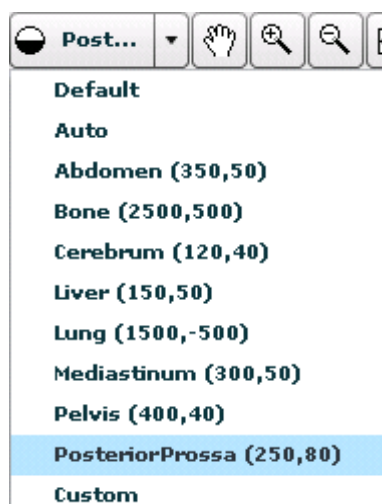 Post...
Default
Auto
Abdomen (350,50)
Bone (2500,500)
Cerebrum (120,40)
Liver (150,50)
Lung (1500,-500)
Mediastinum (300,50)
Pelvis (400,40)
PosteriorProssa (250,80)
Custom